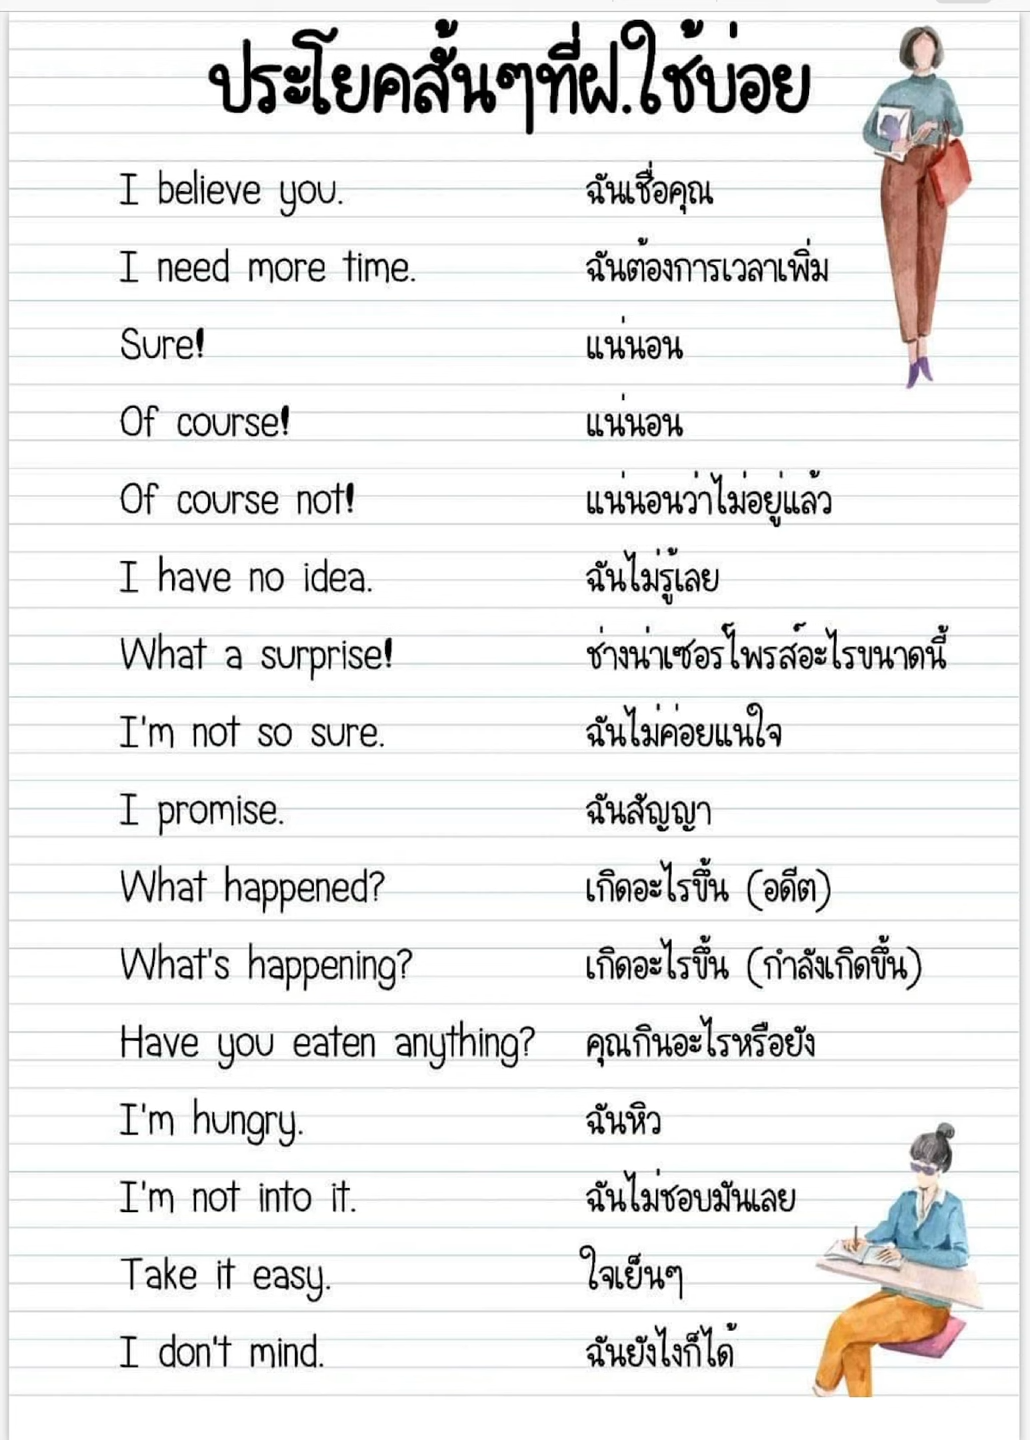 ประโยคสั้นๆที่ฝ.ใช้บ่อย
I believe you. ฉันเชื่อคุณ
I need more time. ฉันต้องการเวลาเพิ่ม
Sure! แน่นอน
Of course! แน่นอน
Of course not! แน่นอนว่าไม่อยู่แล้ว
I have no idea. ฉันไม่รู้เลย
What a surprise! ช่างน่าเซอร์ไพรส์อะไรขนาดนี้
I'm not so sure. ฉันไม่ค่อยแน่ใจ
I promise. ฉันสัญญา
What happened? เกิดอะไรขึ้น (อดีต)
What's happening? เกิดอะไรขึ้น (กำลังเกิดขึ้น)
Have you eaten anything? คุณกินอะไรหรือยัง
I'm hungry. ฉันหิว
I'm not into it. ฉันไม่ชอบมันเลย
Take it easy. ใจเย็นๆ
I don't mind. ฉันยังไงก็ได้